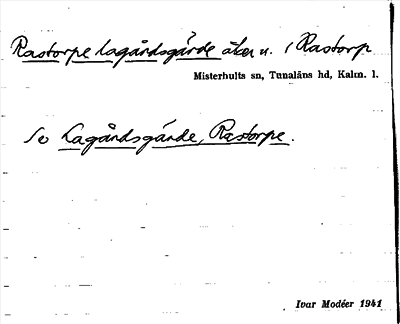 Rastorpe lagårdsgärde åker u. / Rastorp
Misterhults sn, Tunaläns hd, Kalm. l.
Se Lagårdsgärde, Rastorpe.
Ivar Modéer 1941